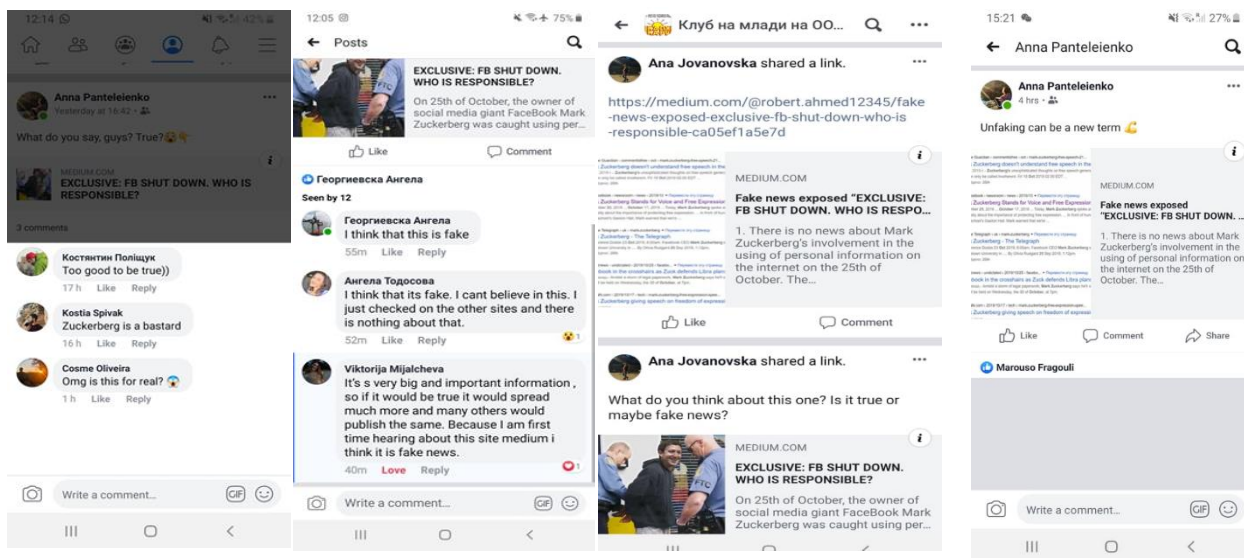 12:14
42%
Anna Panteleienko
Yesterday at 16:42
What do you say, guys? True?
MEDIUM.COM
EXCLUSIVE: FB SHUT DOWN. WHO IS
RESPONSIBLE?
3 comments
Костянтин Поліщук
Too good to be true))
17 h Like Reply
Kostia Spivak
Zuckerberg is a bastard
16 h Like Reply
Cosme Oliveira
Omg is this for real? 😱
1 h Like Reply
Write a comment...
GIF
12:05
75%
Posts
FTC
EXCLUSIVE: FB SHUT DOWN.
WHO IS RESPONSIBLE?
On 25th of October, the owner of
social media giant FaceBook Mark
Zuckerberg was caught using per...
Like Comment
Георгиевска Ангела
Seen by 12
Георгиевска Ангела
I think that this is fake
55m Like Reply
Ангела Тодосова
I think that its fake. I cant believe in this. I
just checked on the other sites and there
is nothing about that.
52m Like Reply
1
Viktorija Mijalcheva
It's s very big and important information ,
so if it would be true it would spread
much more and many others would
publish the same. Because I am first
time hearing about this site medium i
think it is fake news.
40m Love Reply
1
Write a comment...
GIF
Клуб на млади на ОО...
Ana Jovanovska shared a link.
https://medium.com/@robert.ahmed12345/fake
-news-exposed-exclusive-fb-shut-down-who-is
-responsible-ca05ef1a5e7d
MEDIUM.COM
Fake news exposed "EXCLUSIVE:
FB SHUT DOWN. WHO IS RESPO...
1. There is no news about Mark
Zuckerberg's involvement in the
using of personal information on
the internet on the 25th of
October. The...
Like Comment
Ana Jovanovska shared a link.
What do you think about this one? Is it true or
maybe fake news?
FTC
MEDIUM.COM
EXCLUSIVE: FB SHUT DOWN.
WHO IS RESPONSIBLE?
On 25th of October, the owner of
social media giant FaceBook Mark
Zuckerberg was caught using per...
15:21
27%
Anna Panteleienko
Anna Panteleienko
4 hrs
Unfaking can be a new term
MEDIUM.COM
Fake news exposed
"EXCLUSIVE: FB SHUT DOWN. ...
1. There is no news about Mark
Zuckerberg's involvement in the
using of personal information on
the internet on the 25th of
October. The...
Like Comment Share
Marouso Fragouli
Write a comment...
GIF